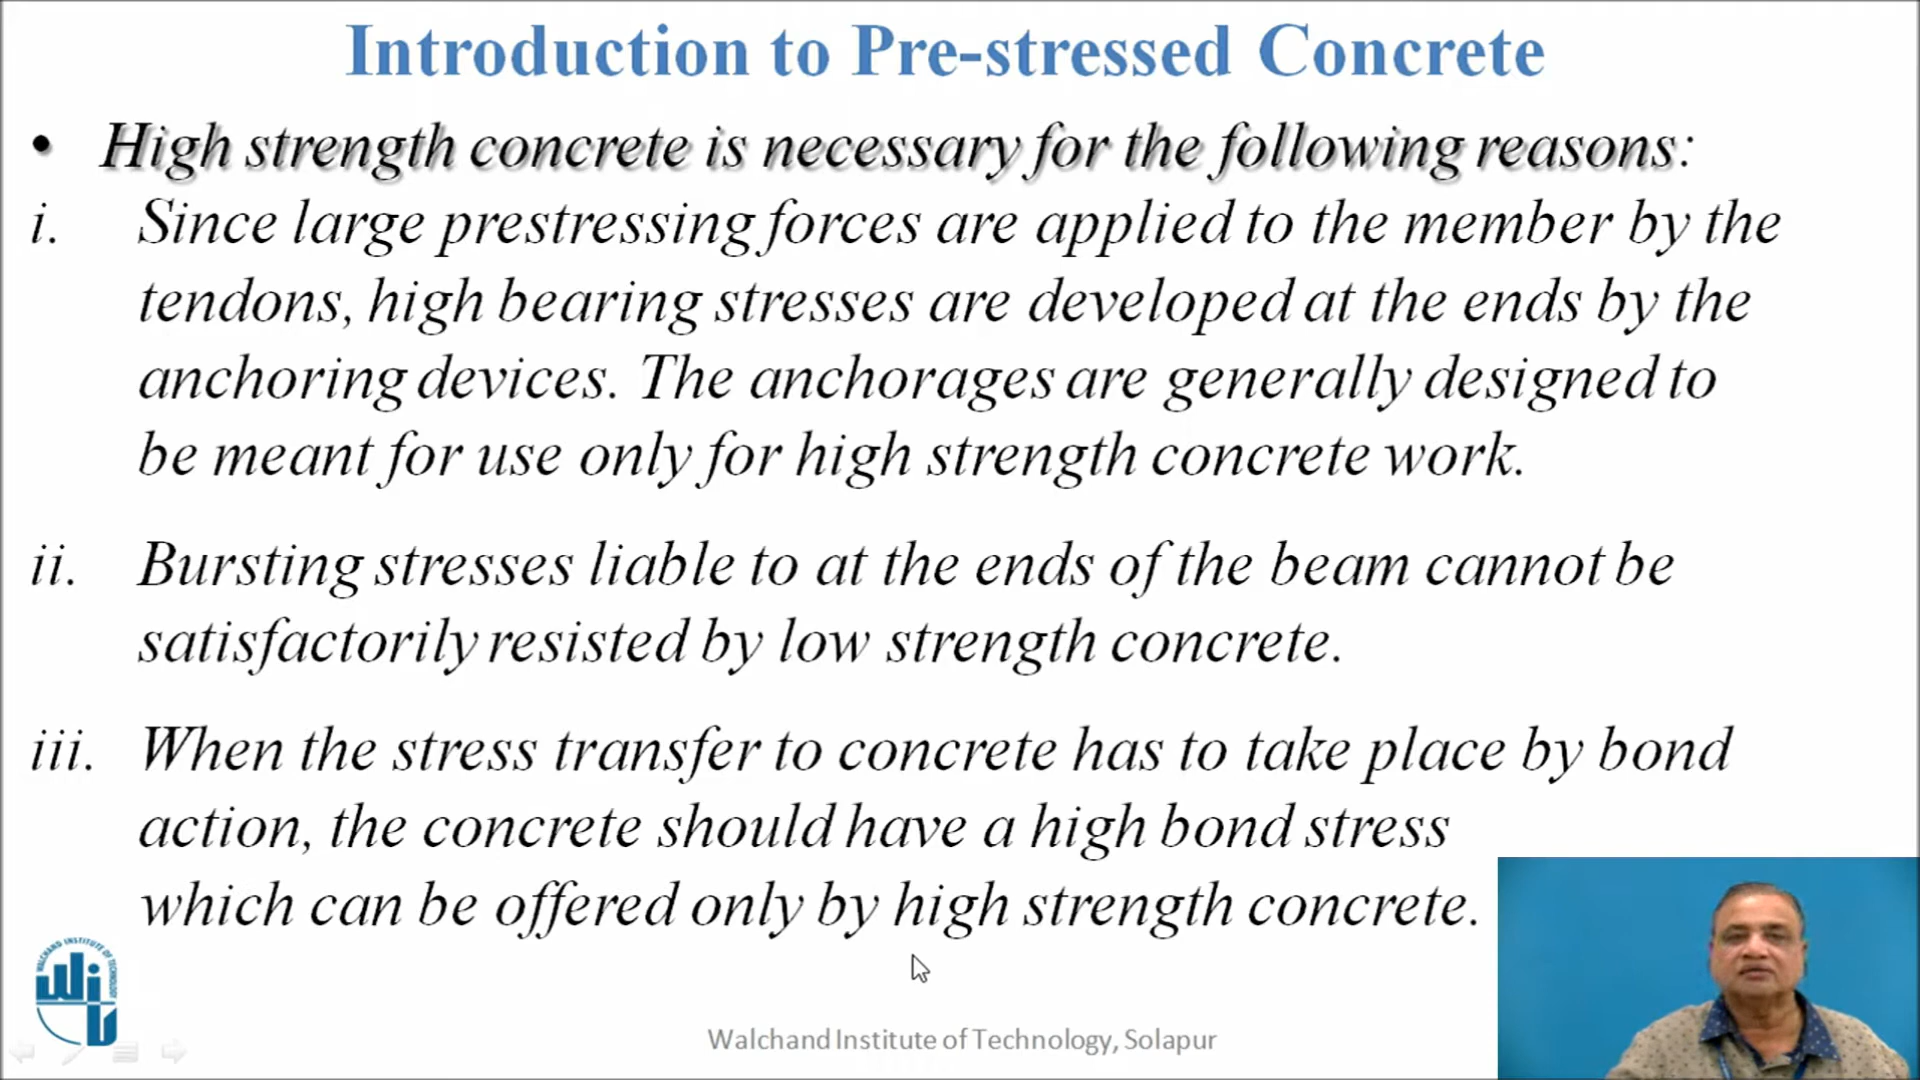 Introduction to Pre-stressed Concrete
• High strength concrete is necessary for the following reasons:
i. Since large prestressing forces are applied to the member by the
tendons, high bearing stresses are developed at the ends by the
anchoring devices. The anchorages are generally designed to
be meant for use only for high strength concrete work.
ii. Bursting stresses liable to at the ends of the beam cannot be
satisfactorily resisted by low strength concrete.
iii. When the stress transfer to concrete has to take place by bond
action, the concrete should have a high bond stress
which can be offered only by high strength concrete.
WALCHAND INSTITUTE OF TECHNOLOGY
WIT
Walchand Institute of Technology, Solapur